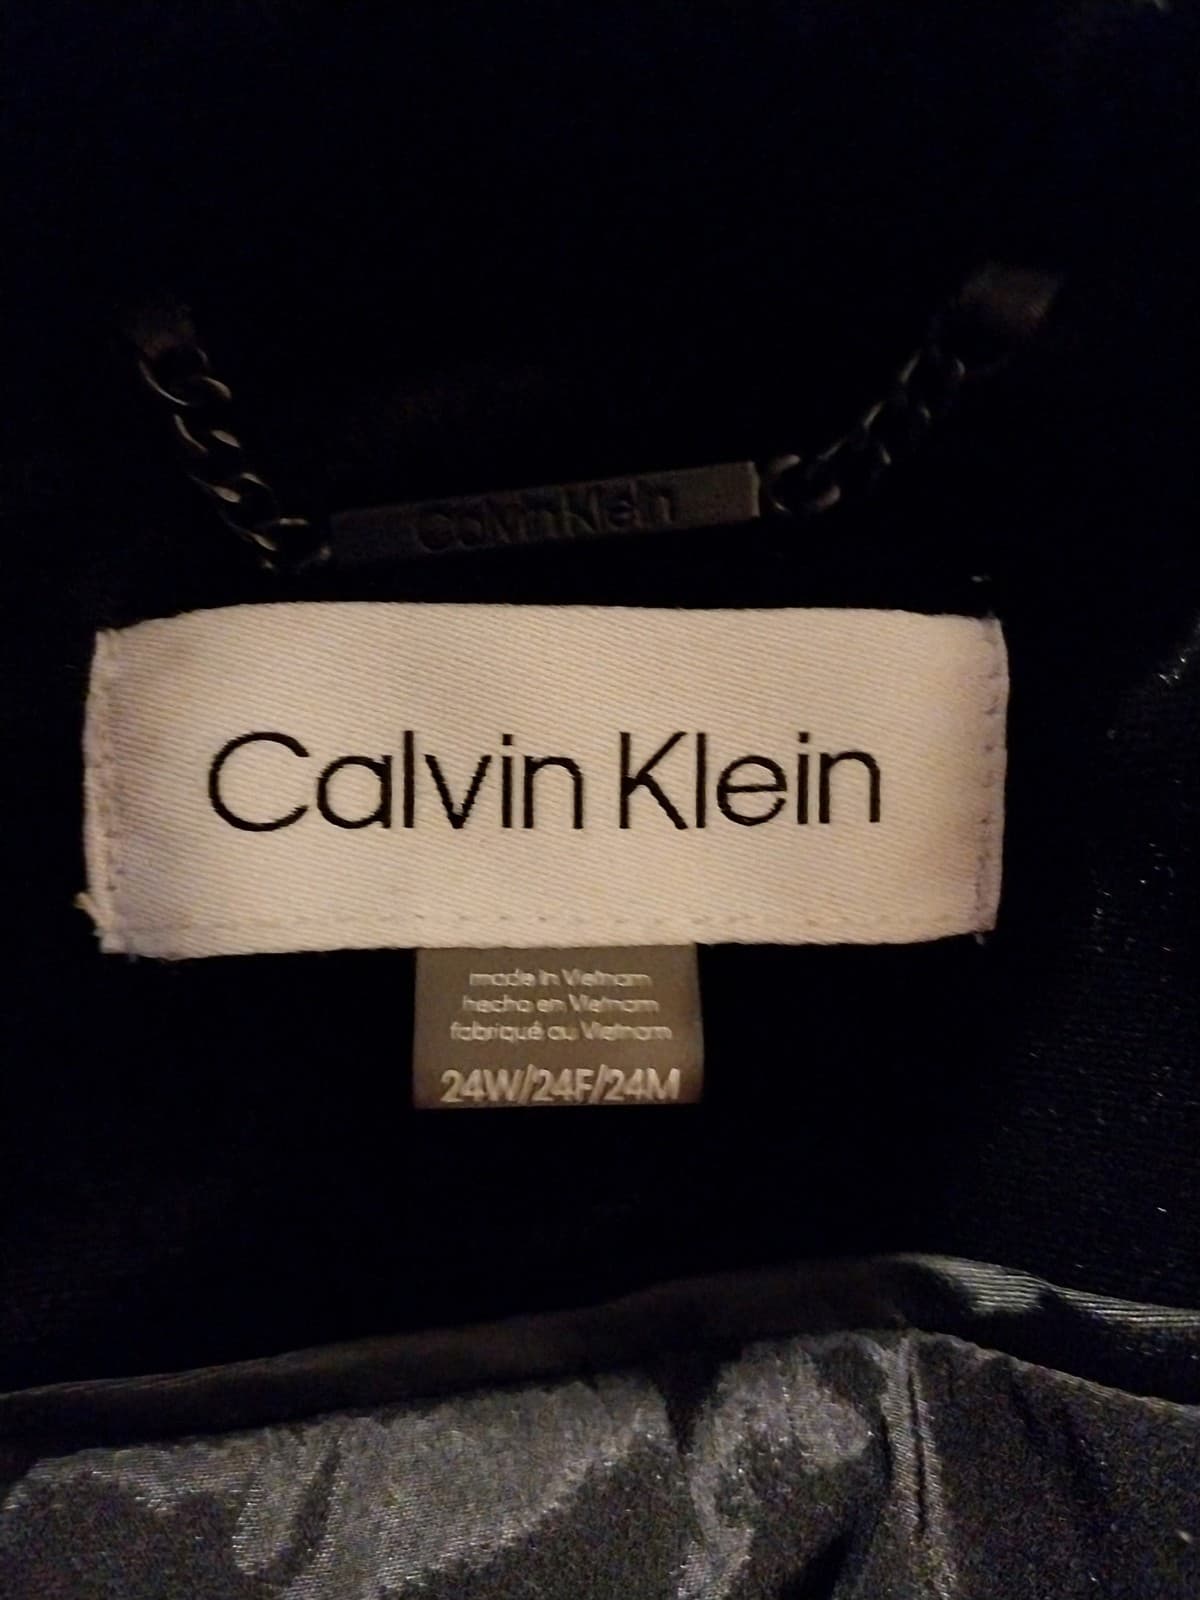 Calvin Klein
Calvin Klein
made in Vietnam
hecho en Vietnam
fabriqué au Vietnam
24W/24F/24M